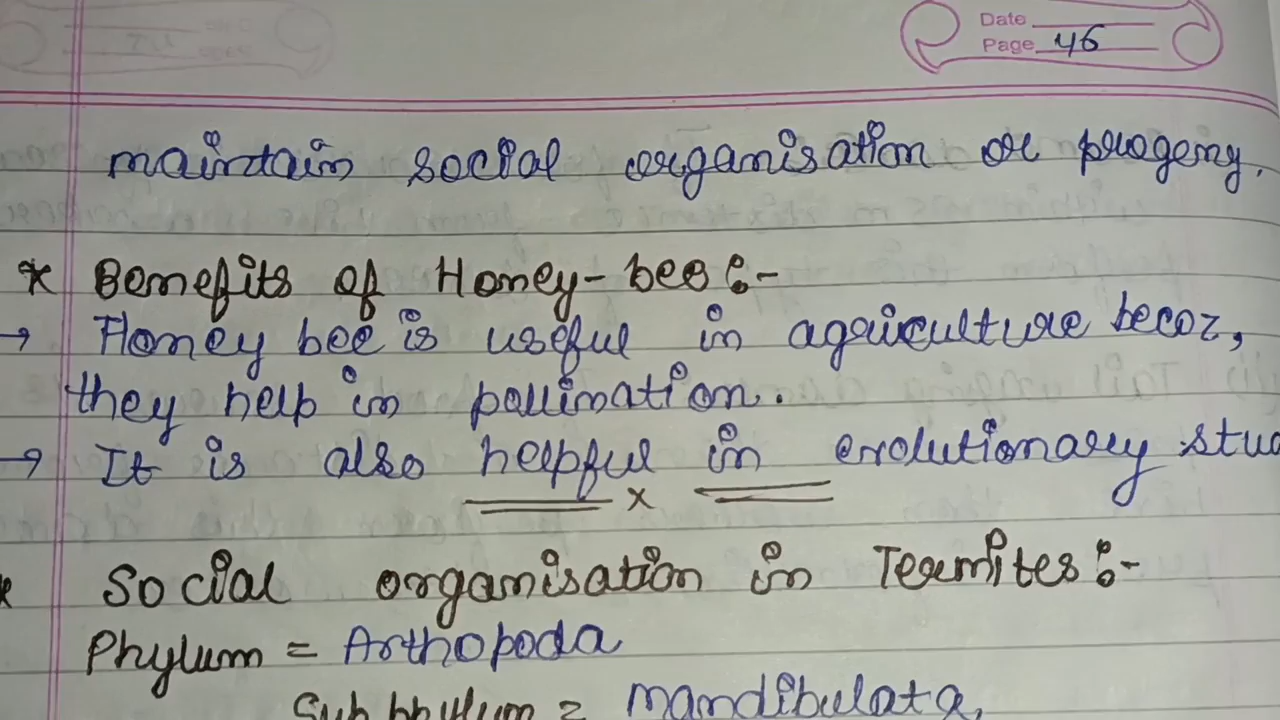 Date
Page 46
maintain social organisation or progeny.
* Benefits of Honey-bee :-
→ Honey bee is useful in agriculture becoz,
they help in pollination.
→ It is also helpful in evolutionary
x
Social organisation in Termites :-
Phylum = Arthopoda
Subphylum = mandibulata,